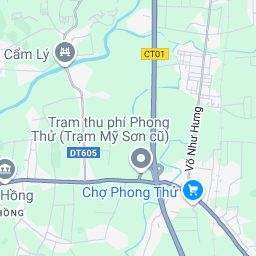 CT01
Cẩm Lý
Trạm thu phí Phong
Thử (Trạm Mỹ Sơn cũ)
Võ Như Hưng
DT605
Hồng
HỒNG
Chợ Phong Thử